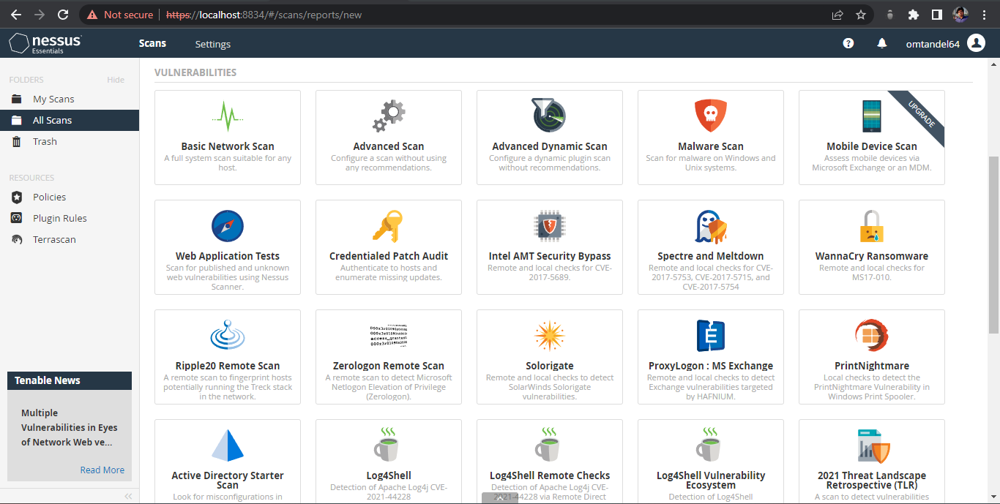 Not secure
https://localhost:8834/#/scans/reports/new
nessus
Essentials
Scans
Settings
omtandel64
FOLDERS
Hide
My Scans
All Scans
Trash
RESOURCES
Policies
Plugin Rules
Terrascan
Tenable News
Multiple
Vulnerabilities in Eyes
of Network Web ve...
Read More
VULNERABILITIES
Basic Network Scan
A full system scan suitable for any
host.
Advanced Scan
Configure a scan without using
any recommendations.
Advanced Dynamic Scan
Configure a dynamic plugin scan
without recommendations.
Malware Scan
Scan for malware on Windows and
Unix systems.
UPGRADE
Mobile Device Scan
Assess mobile devices via
Microsoft Exchange or an MDM.
Web Application Tests
Scan for published and unknown
web vulnerabilities using Nessus
Scanner.
Credentialed Patch Audit
Authenticate to hosts and
enumerate missing updates.
Intel AMT Security Bypass
Remote and local checks for CVE-
2017-5689.
Spectre and Meltdown
Remote and local checks for CVE-
2017-5753, CVE-2017-5715, and
CVE-2017-5754
WannaCry Ransomware
Remote and local checks for
MS17-010.
Ripple20 Remote Scan
A remote scan to fingerprint hosts
potentially running the Treck stack
in the network.
access_granted
Zerologon Remote Scan
A remote scan to detect Microsoft
Netlogon Elevation of Privilege
(Zerologon).
Solorigate
Remote and local checks to detect
SolarWinds Solorigate
vulnerabilities.
E
ProxyLogon : MS Exchange
Remote and local checks to detect
Exchange vulnerabilities targeted
by HAFNIUM.
PrintNightmare
Local checks to detect the
PrintNightmare Vulnerability in
Windows Print Spooler.
Active Directory Starter
Scan
Look for misconfigurations in
Log4Shell
Detection of Apache Log4j CVE-
2021-44228
Log4Shell Remote Checks
Detection of Apache Log4j CVE-
2021-44228 via Remote Direct
Log4Shell Vulnerability
Ecosystem
Detection of Log4Shell
2021 Threat Landscape
Retrospective (TLR)
A scan to detect vulnerabilities